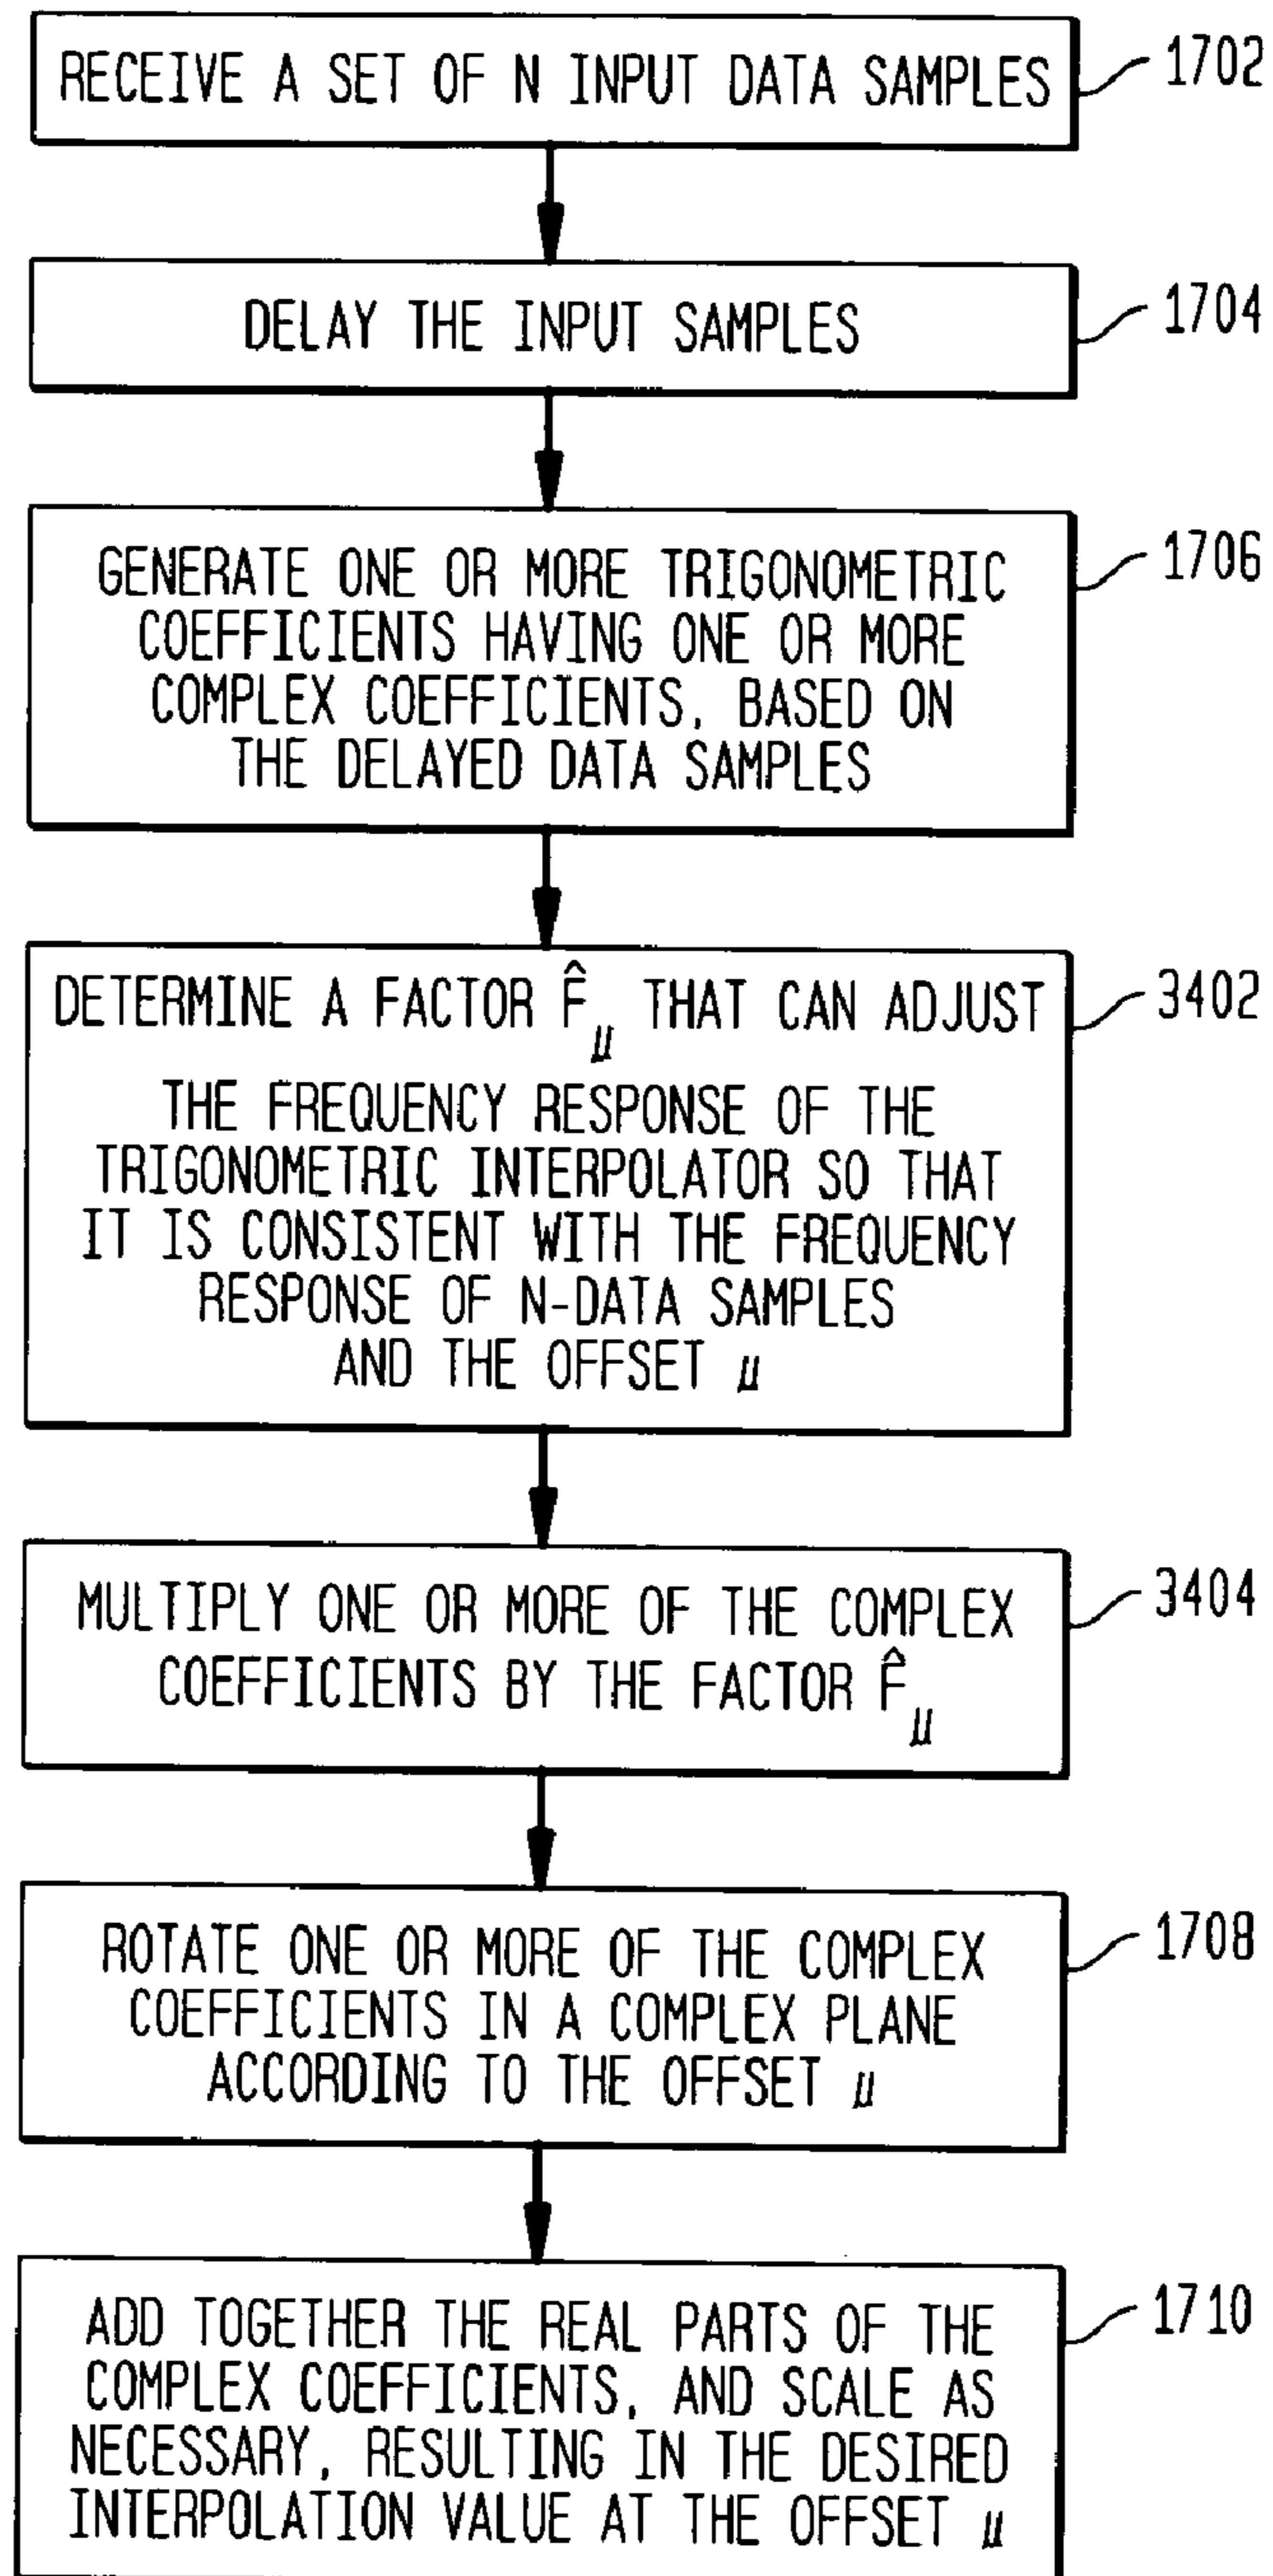 RECEIVE A SET OF N INPUT DATA SAMPLES
1702
DELAY THE INPUT SAMPLES
1704
GENERATE ONE OR MORE TRIGONOMETRIC
COEFFICIENTS HAVING ONE OR MORE
COMPLEX COEFFICIENTS, BASED ON
THE DELAYED DATA SAMPLES
1706
DETERMINE A FACTOR F̂μ THAT CAN ADJUST
THE FREQUENCY RESPONSE OF THE
TRIGONOMETRIC INTERPOLATOR SO THAT
IT IS CONSISTENT WITH THE FREQUENCY
RESPONSE OF N-DATA SAMPLES
AND THE OFFSET μ
3402
MULTIPLY ONE OR MORE OF THE COMPLEX
COEFFICIENTS BY THE FACTOR F̂μ
3404
ROTATE ONE OR MORE OF THE COMPLEX
COEFFICIENTS IN A COMPLEX PLANE
ACCORDING TO THE OFFSET μ
1708
ADD TOGETHER THE REAL PARTS OF THE
COMPLEX COEFFICIENTS, AND SCALE AS
NECESSARY, RESULTING IN THE DESIRED
INTERPOLATION VALUE AT THE OFFSET μ
1710